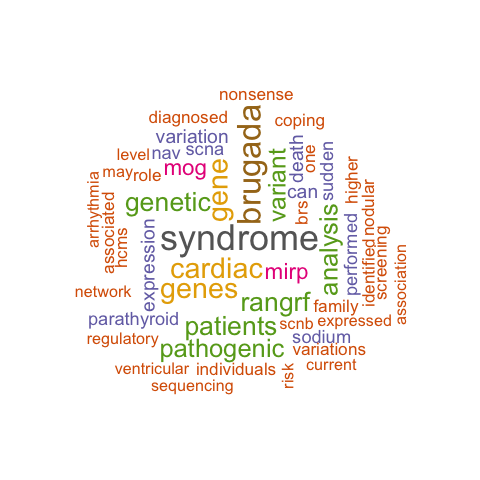 nonsense
diagnosed
coping
variation
brugada
level
nav
scna
death
one
may
role
mog
gene
variant
can
sudden
higher
arrhythmia
associated
hcms
genetic
brs
nodular
syndrome
analysis
performed
identified
screening
association
expression
cardiac
mirp
network
genes
rangrf
family
parathyroid
patients
scnb
expressed
regulatory
pathogenic
sodium
variations
ventricular
individuals
risk
current
sequencing